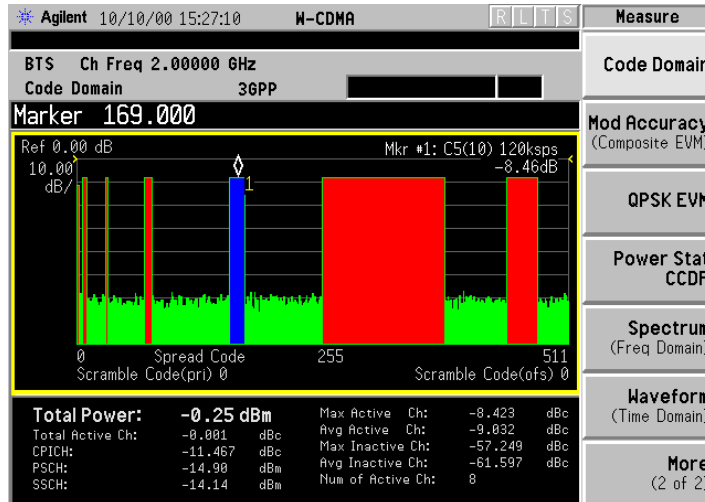 Agilent 10/10/00 15:27:10 W-CDMA R L T S Measure
BTS Ch Freq 2.00000 GHz
Code Domain 3GPP
Code Domain
Marker 169.000
Mod Accuracy
(Composite EVM)
Ref 0.00 dB Mkr #1: C5(10) 120ksps
10.00 -8.46dB
dB/ 1
QPSK EVM
Power Stat
CCDF
Spectrum
(Freq Domain)
0 Spread Code 255 511
Scramble Code(pri) 0 Scramble Code(ofs) 0
Waveform
(Time Domain)
Total Power: -0.25 dBm Max Active Ch: -8.423 dBc
Total Active Ch: -0.001 dBc Avg Active Ch: -9.032 dBc
CPICH: -11.467 dBc Max Inactive Ch: -57.249 dBc
PSCH: -14.90 dBm Avg Inactive Ch: -61.597 dBc
SSCH: -14.14 dBm Num of Active Ch: 8
More
(2 of 2)